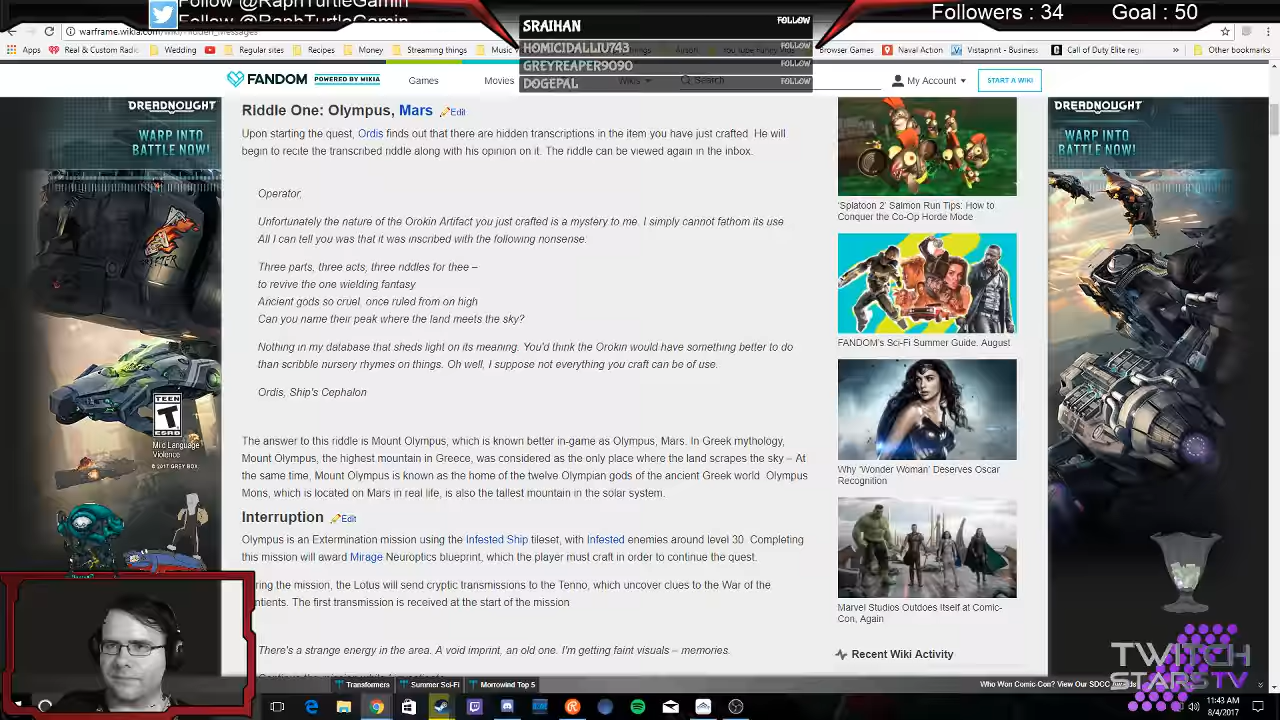 Follow @RaphTurtleGamin
Follow @RaphTurtleGamin
SRAIHAN
FOLLOW
HOMICIDALLIU743
FOLLOW
GREYREAPER9090
FOLLOW
DOGEPAL
FOLLOW
Followers : 34
Goal : 50
warframe.wikia.com/wiki/Hidden_Messages
Apps
Real & Custom Radio
Wedding
Regular sites
Recipes
Money
Streaming
Browser Games
Naval Action
Vistaprint - Business
Call of Duty Elite regi
Other bookmarks
FANDOM
POWERED BY WIKIA
Games
Movies
Wikis
Search
My Account
START A WIKI
DREADNOUGHT
WARP INTO
BATTLE NOW!
TEEN
T
ESRB
Mild Language
Violence
© 2017 GREY BOX
DREADNOUGHT
WARP INTO
BATTLE NOW!
Riddle One: Olympus, Mars Edit
Upon starting the quest, Ordis finds out that there are hidden transcriptions in the item you have just crafted. He will
begin to recite the transcribed riddle along with his opinion on it. The riddle can be viewed again in the inbox.
Operator,
Unfortunately the nature of the Orokin Artifact you just crafted is a mystery to me. I simply cannot fathom its use
All I can tell you was that it was inscribed with the following nonsense:
Three parts, three acts, three riddles for thee –
to revive the one wielding fantasy
Ancient gods so cruel, once ruled from on high
Can you name their peak where the land meets the sky?
Nothing in my database that sheds light on its meaning. You'd think the Orokin would have something better to do
than scribble nursery rhymes on things. Oh well, I suppose not everything you craft can be of use.
Ordis, Ship's Cephalon
The answer to this riddle is Mount Olympus, which is known better in-game as Olympus, Mars. In Greek mythology,
Mount Olympus, the highest mountain in Greece, was considered as the only place where the land scrapes the sky – At
the same time, Mount Olympus is known as the home of the twelve Olympian gods of the ancient Greek world. Olympus
Mons, which is located on Mars in real life, is also the tallest mountain in the solar system.
Interruption Edit
Olympus is an Extermination mission using the Infested Ship tileset, with Infested enemies around level 30. Completing
this mission will award Mirage Neuroptics blueprint, which the player must craft in order to continue the quest.
ring the mission, the Lotus will send cryptic transmissions to the Tenno, which uncover clues to the War of the
ntients. The first transmission is received at the start of the mission
There's a strange energy in the area. A void imprint, an old one. I'm getting faint visuals – memories.
'Splatoon 2' Salmon Run Tips: How to
Conquer the Co-Op Horde Mode
FANDOM's Sci-Fi Summer Guide: August
Why 'Wonder Woman' Deserves Oscar
Recognition
Marvel Studios Outdoes Itself at Comic-
Con, Again
Recent Wiki Activity
Transformers
Summer Sci-Fi
Morrowind Top 5
Who Won Comic Con? View Our SDCC Awards
TWITCH
STARS TV
11:43 AM
8/4/2017